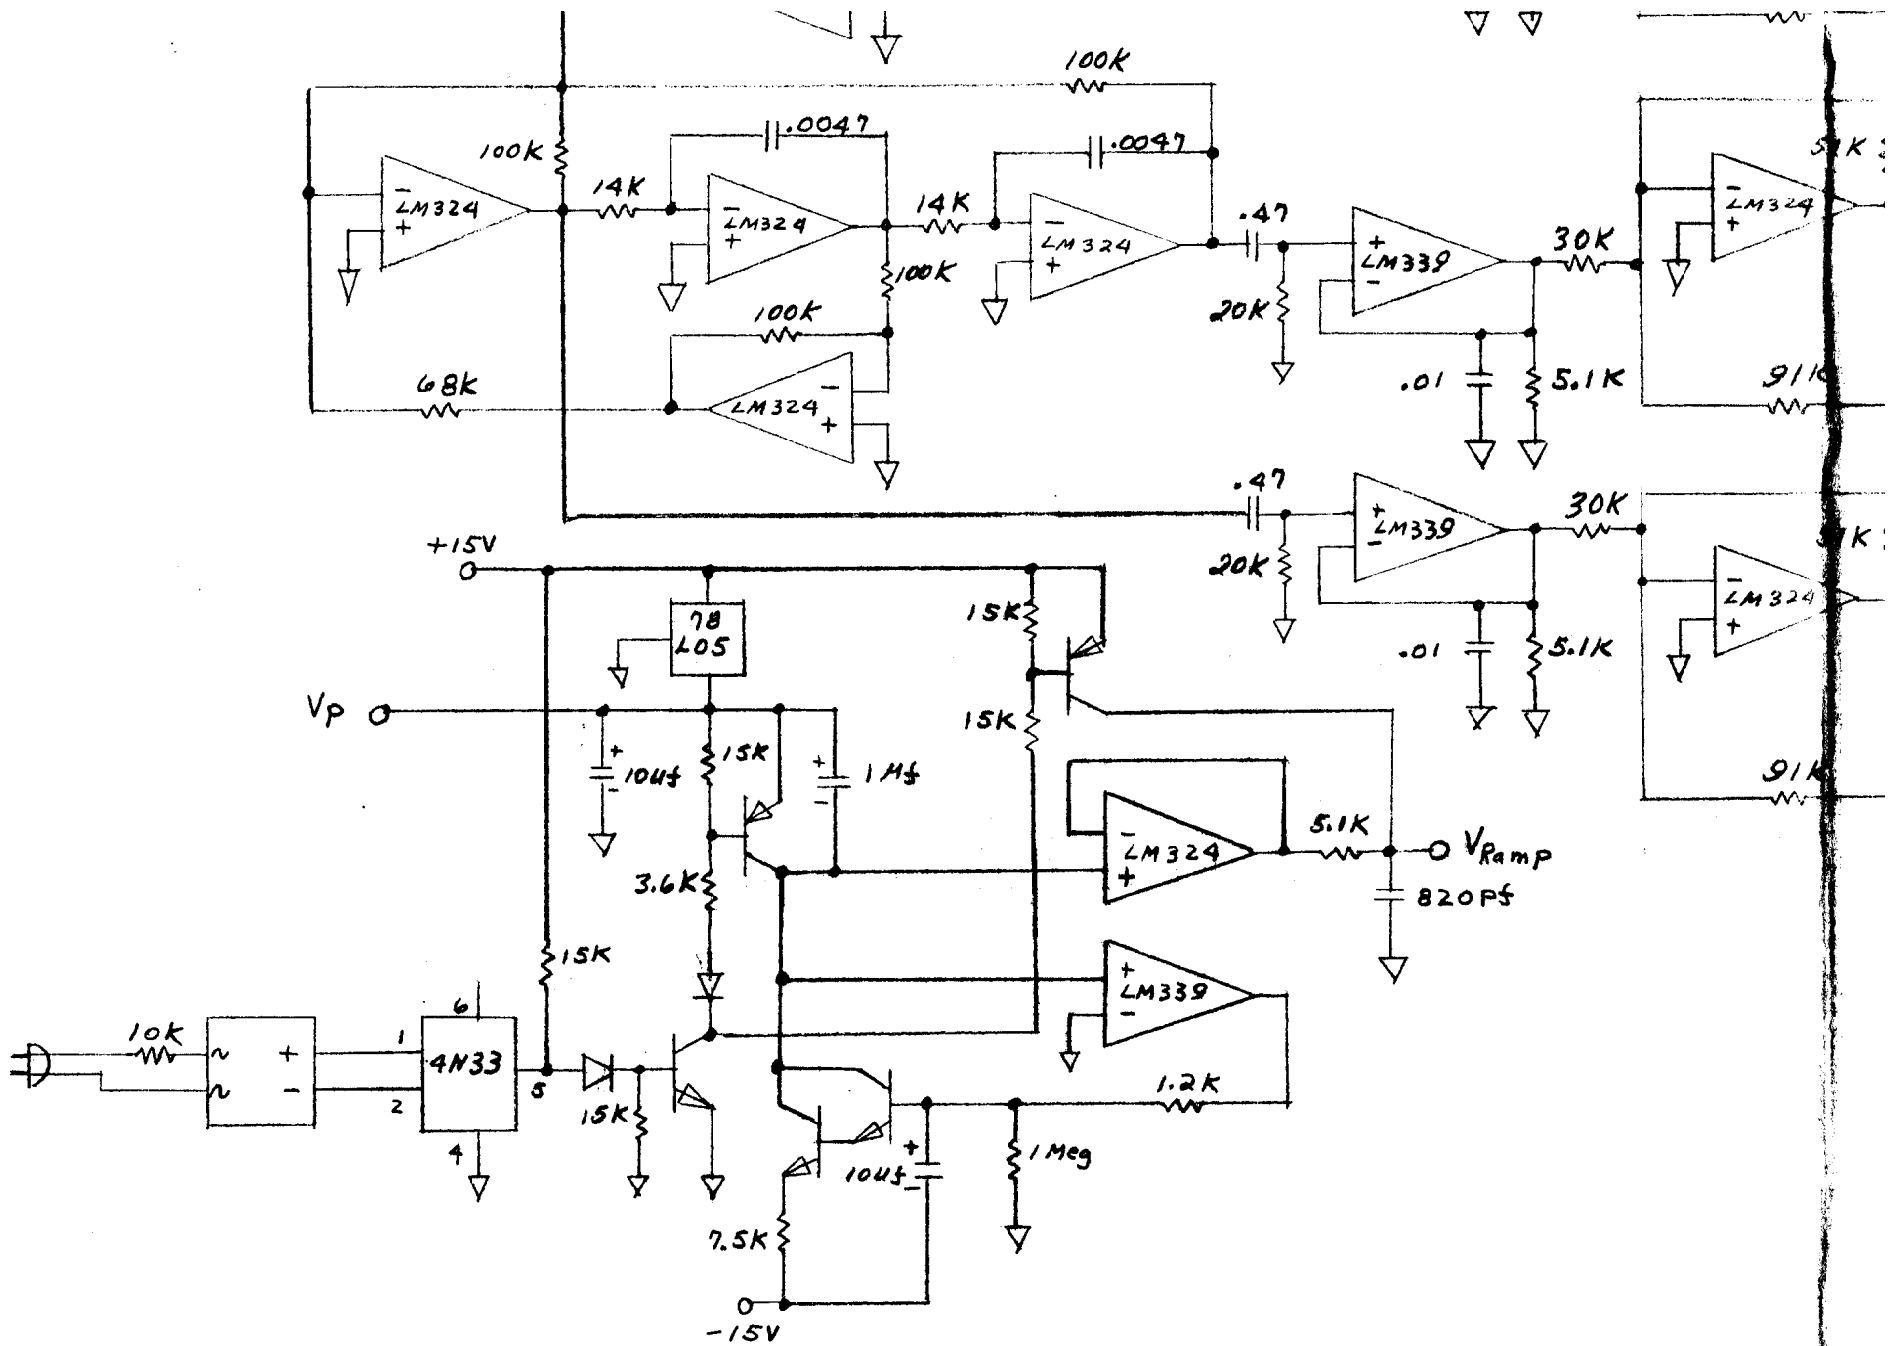 100K
.0047
.0047
100K
14K
14K
- LM324 +
- LM324 +
- LM324 +
.47
+ LM339 -
30K
- LM324 +
100K
100K
20K
68K
LM324 - +
.01
5.1K
91K
.47
+ LM339 -
30K
- LM324 +
20K
.01
5.1K
91K
+15V
78
L05
15K
15K
VP
+ 10uf -
15K
+ 1Mf -
3.6K
- LM324 +
5.1K
VRamp
820Pf
15K
+ LM339 -
10K
~ +
~ -
1
2
6
4N33
5
4
15K
1.2K
1Meg
+ 10uf -
7.5K
-15V